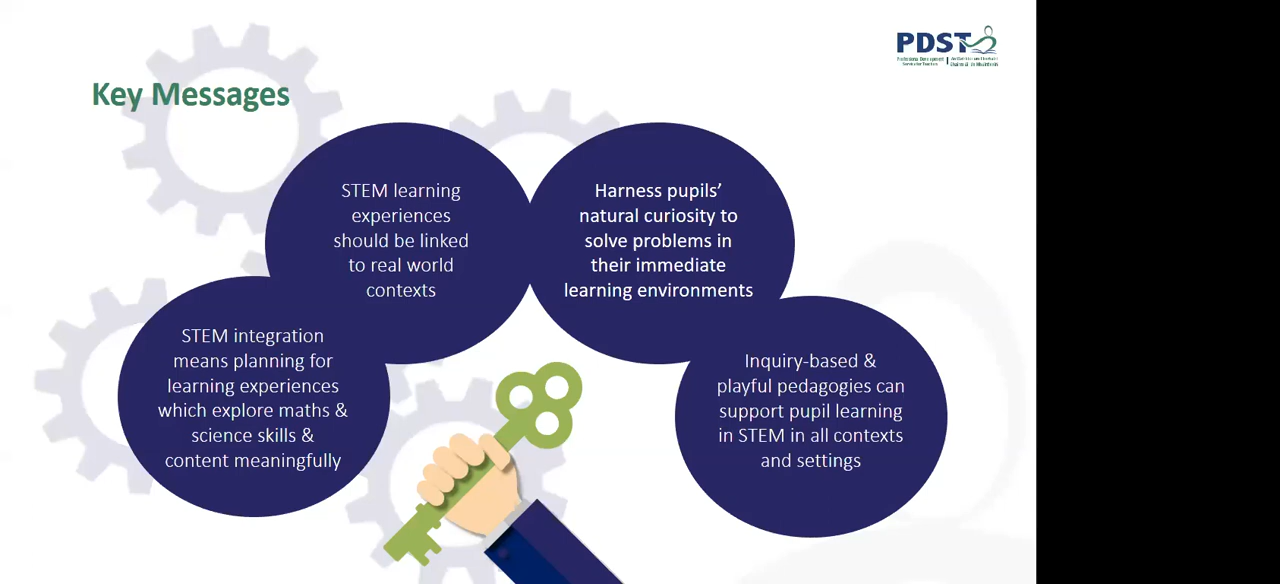 PDST
Key Messages
STEM learning
experiences
should be linked
to real world
contexts
Harness pupils’
natural curiosity to
solve problems in
their immediate
learning environments
STEM integration
means planning for
learning experiences
which explore maths &
science skills &
content meaningfully
Inquiry-based &
playful pedagogies can
support pupil learning
in STEM in all contexts
and settings